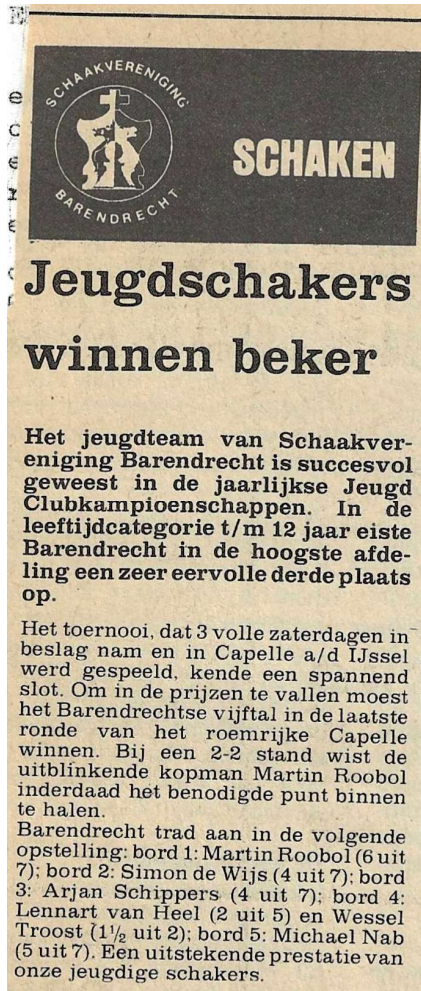 SCHAAKVERENIGING
BARENDRECHT
SCHAKEN
Jeugdschakers
winnen beker
Het jeugdteam van Schaakver-
eniging Barendrecht is succesvol
geweest in de jaarlijkse Jeugd
Clubkampioenschappen. In de
leeftijdcategorie t/m 12 jaar eiste
Barendrecht in de hoogste afde-
ling een zeer eervolle derde plaats
op.
Het toernooi, dat 3 volle zaterdagen in
beslag nam en in Capelle a/d IJssel
werd gespeeld, kende een spannend
slot. Om in de prijzen te vallen moest
het Barendrechtse vijftal in de laatste
ronde van het roemrijke Capelle
winnen. Bij een 2-2 stand wist de
uitblinkende kopman Martin Roobol
inderdaad het benodigde punt binnen
te halen.
Barendrecht trad aan in de volgende
opstelling: bord 1: Martin Roobol (6 uit
7); bord 2: Simon de Wijs (4 uit 7); bord
3: Arjan Schippers (4 uit 7); bord 4:
Lennart van Heel (2 uit 5) en Wessel
Troost (1½ uit 2); bord 5: Michael Nab
(5 uit 7). Een uitstekende prestatie van
onze jeugdige schakers.